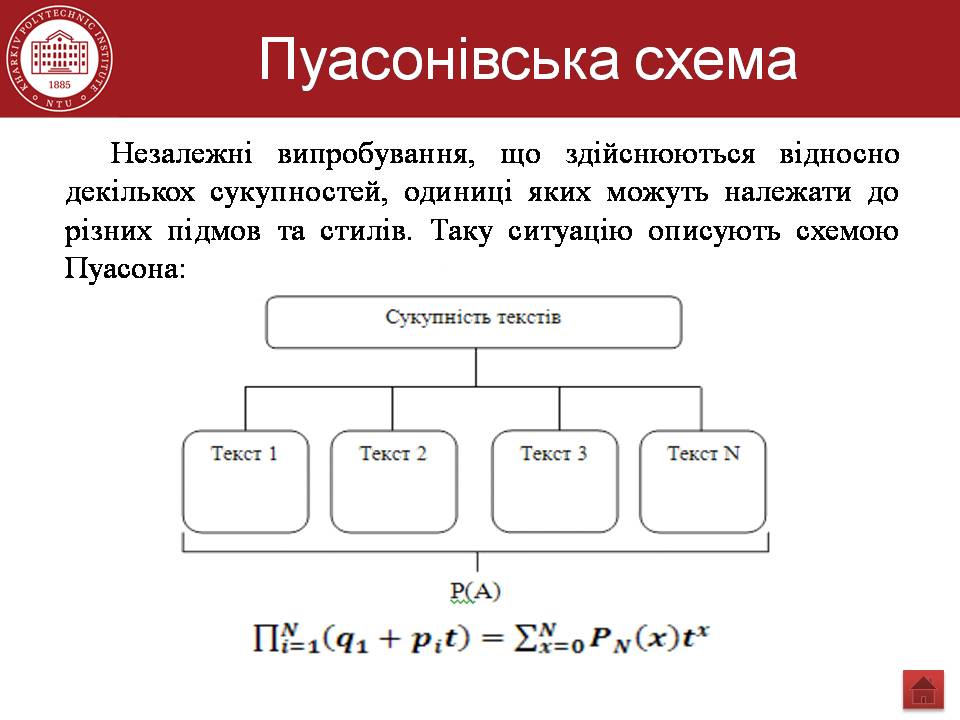 KHARKIV POLYTECHNIC INSTITUTE
1885
NTU
Пуасонівська схема
Незалежні випробування, що здійснюються відносно
декількох сукупностей, одиниці яких можуть належати до
різних підмов та стилів. Таку ситуацію описують схемою
Пуасона:
Сукупність текстів
Текст 1
Текст 2
Текст 3
Текст N
P(A)
∏_{i=1}^{N}(q_1 + p_i t) = ∑_{x=0}^{N} P_N(x)t^x